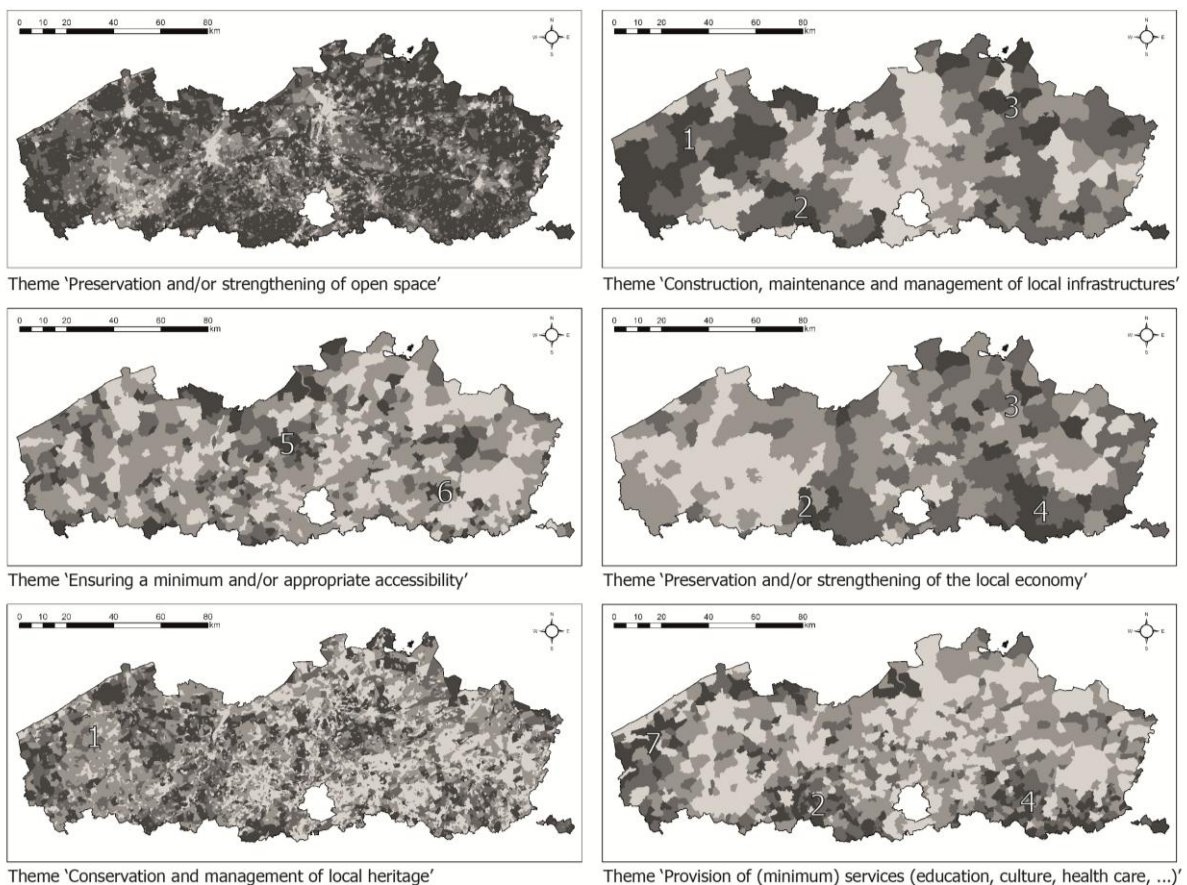 0 10 20 40 60 80
km
N
W E
S
Theme ‘Preservation and/or strengthening of open space’
0 10 20 40 60 80
km
N
W E
S
1
2
3
Theme ‘Construction, maintenance and management of local infrastructures’
0 10 20 40 60 80
km
N
W E
S
5
6
Theme ‘Ensuring a minimum and/or appropriate accessibility’
0 10 20 40 60 80
km
N
W E
S
3
2
4
Theme ‘Preservation and/or strengthening of the local economy’
0 10 20 40 60 80
km
N
W E
S
1
Theme ‘Conservation and management of local heritage’
0 10 20 40 60 80
km
N
W E
S
7
2
4
Theme ‘Provision of (minimum) services (education, culture, health care, ...)’